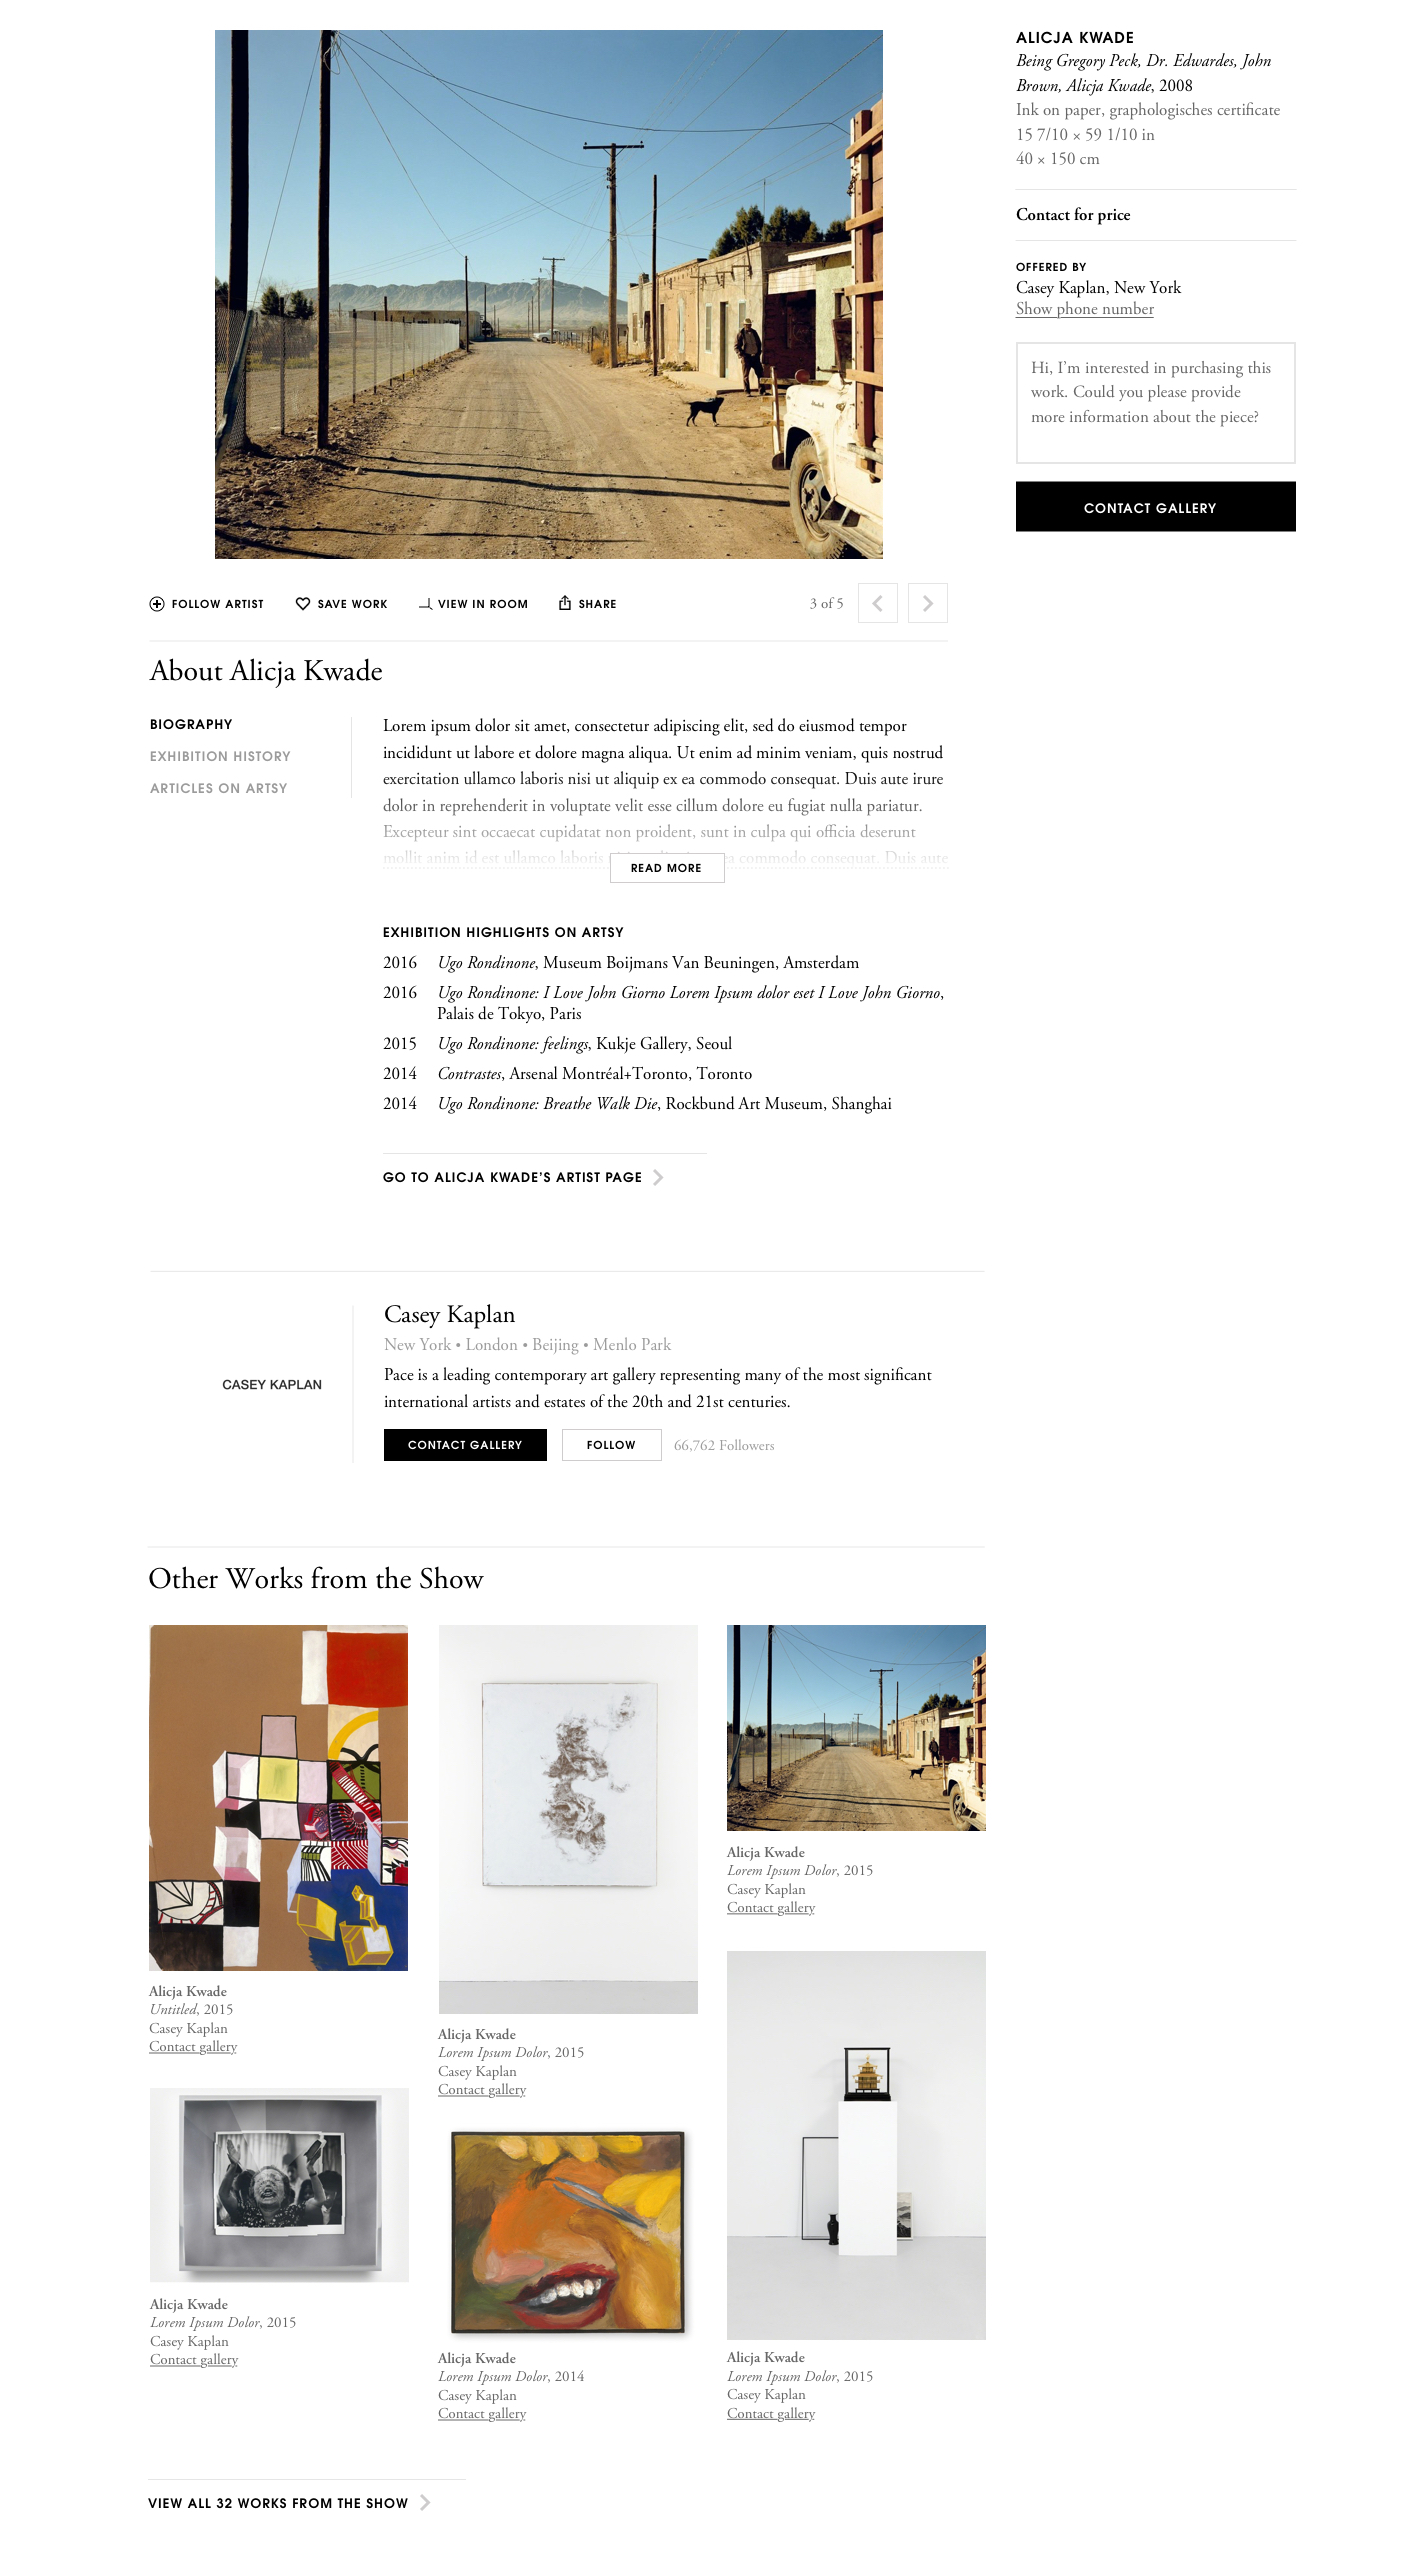 ALICJA KWADE
Being Gregory Peck, Dr. Edwardes, John
Brown, Alicja Kwade, 2008
Ink on paper, graphologisches certificate
15 7/10 × 59 1/10 in
40 × 150 cm
Contact for price
OFFERED BY
Casey Kaplan, New York
Show phone number
Hi, I'm interested in purchasing this
work. Could you please provide
more information about the piece?
CONTACT GALLERY
FOLLOW ARTIST
SAVE WORK
VIEW IN ROOM
SHARE
3 of 5
About Alicja Kwade
BIOGRAPHY
EXHIBITION HISTORY
ARTICLES ON ARTSY
Lorem ipsum dolor sit amet, consectetur adipiscing elit, sed do eiusmod tempor
incididunt ut labore et dolore magna aliqua. Ut enim ad minim veniam, quis nostrud
exercitation ullamco laboris nisi ut aliquip ex ea commodo consequat. Duis aute irure
dolor in reprehenderit in voluptate velit esse cillum dolore eu fugiat nulla pariatur.
Excepteur sint occaecat cupidatat non proident, sunt in culpa qui officia deserunt
mollit anim id est ullamco laboris ea commodo consequat. Duis aute
READ MORE
EXHIBITION HIGHLIGHTS ON ARTSY
2016 Ugo Rondinone, Museum Boijmans Van Beuningen, Amsterdam
2016 Ugo Rondinone: I Love John Giorno Lorem Ipsum dolor eset I Love John Giorno,
Palais de Tokyo, Paris
2015 Ugo Rondinone: feelings, Kukje Gallery, Seoul
2014 Contrastes, Arsenal Montréal+Toronto, Toronto
2014 Ugo Rondinone: Breathe Walk Die, Rockbund Art Museum, Shanghai
GO TO ALICJA KWADE'S ARTIST PAGE
CASEY KAPLAN
Casey Kaplan
New York • London • Beijing • Menlo Park
Pace is a leading contemporary art gallery representing many of the most significant
international artists and estates of the 20th and 21st centuries.
CONTACT GALLERY
FOLLOW
66,762 Followers
Other Works from the Show
Alicja Kwade
Untitled, 2015
Casey Kaplan
Contact gallery
Alicja Kwade
Lorem Ipsum Dolor, 2015
Casey Kaplan
Contact gallery
Alicja Kwade
Lorem Ipsum Dolor, 2015
Casey Kaplan
Contact gallery
Alicja Kwade
Lorem Ipsum Dolor, 2015
Casey Kaplan
Contact gallery
Alicja Kwade
Lorem Ipsum Dolor, 2014
Casey Kaplan
Contact gallery
Alicja Kwade
Lorem Ipsum Dolor, 2015
Casey Kaplan
Contact gallery
VIEW ALL 32 WORKS FROM THE SHOW